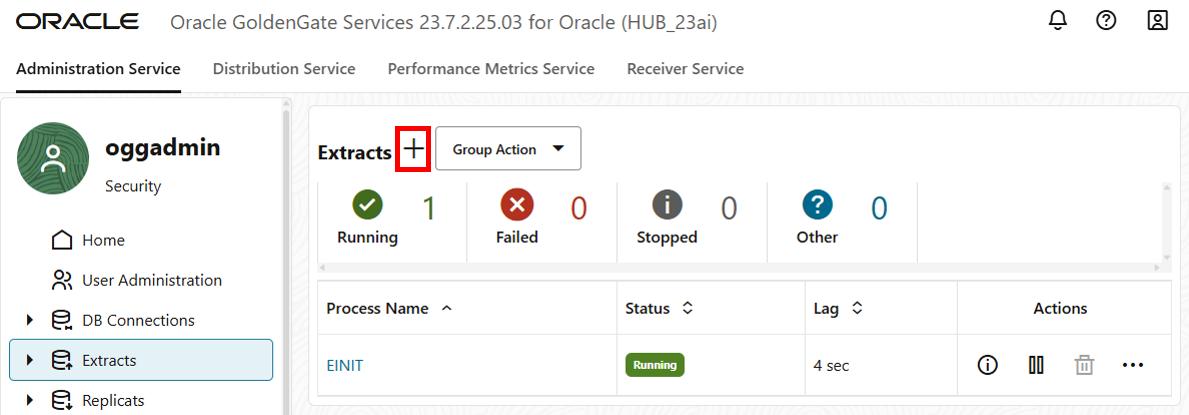 ORACLE Oracle GoldenGate Services 23.7.2.25.03 for Oracle (HUB_23ai)
Administration Service Distribution Service Performance Metrics Service Receiver Service
oggadmin
Security
Home
User Administration
DB Connections
Extracts
Replicats
Extracts Group Action
1 0 0 0
Running Failed Stopped Other
Process Name Status Lag Actions
EINIT Running 4 sec